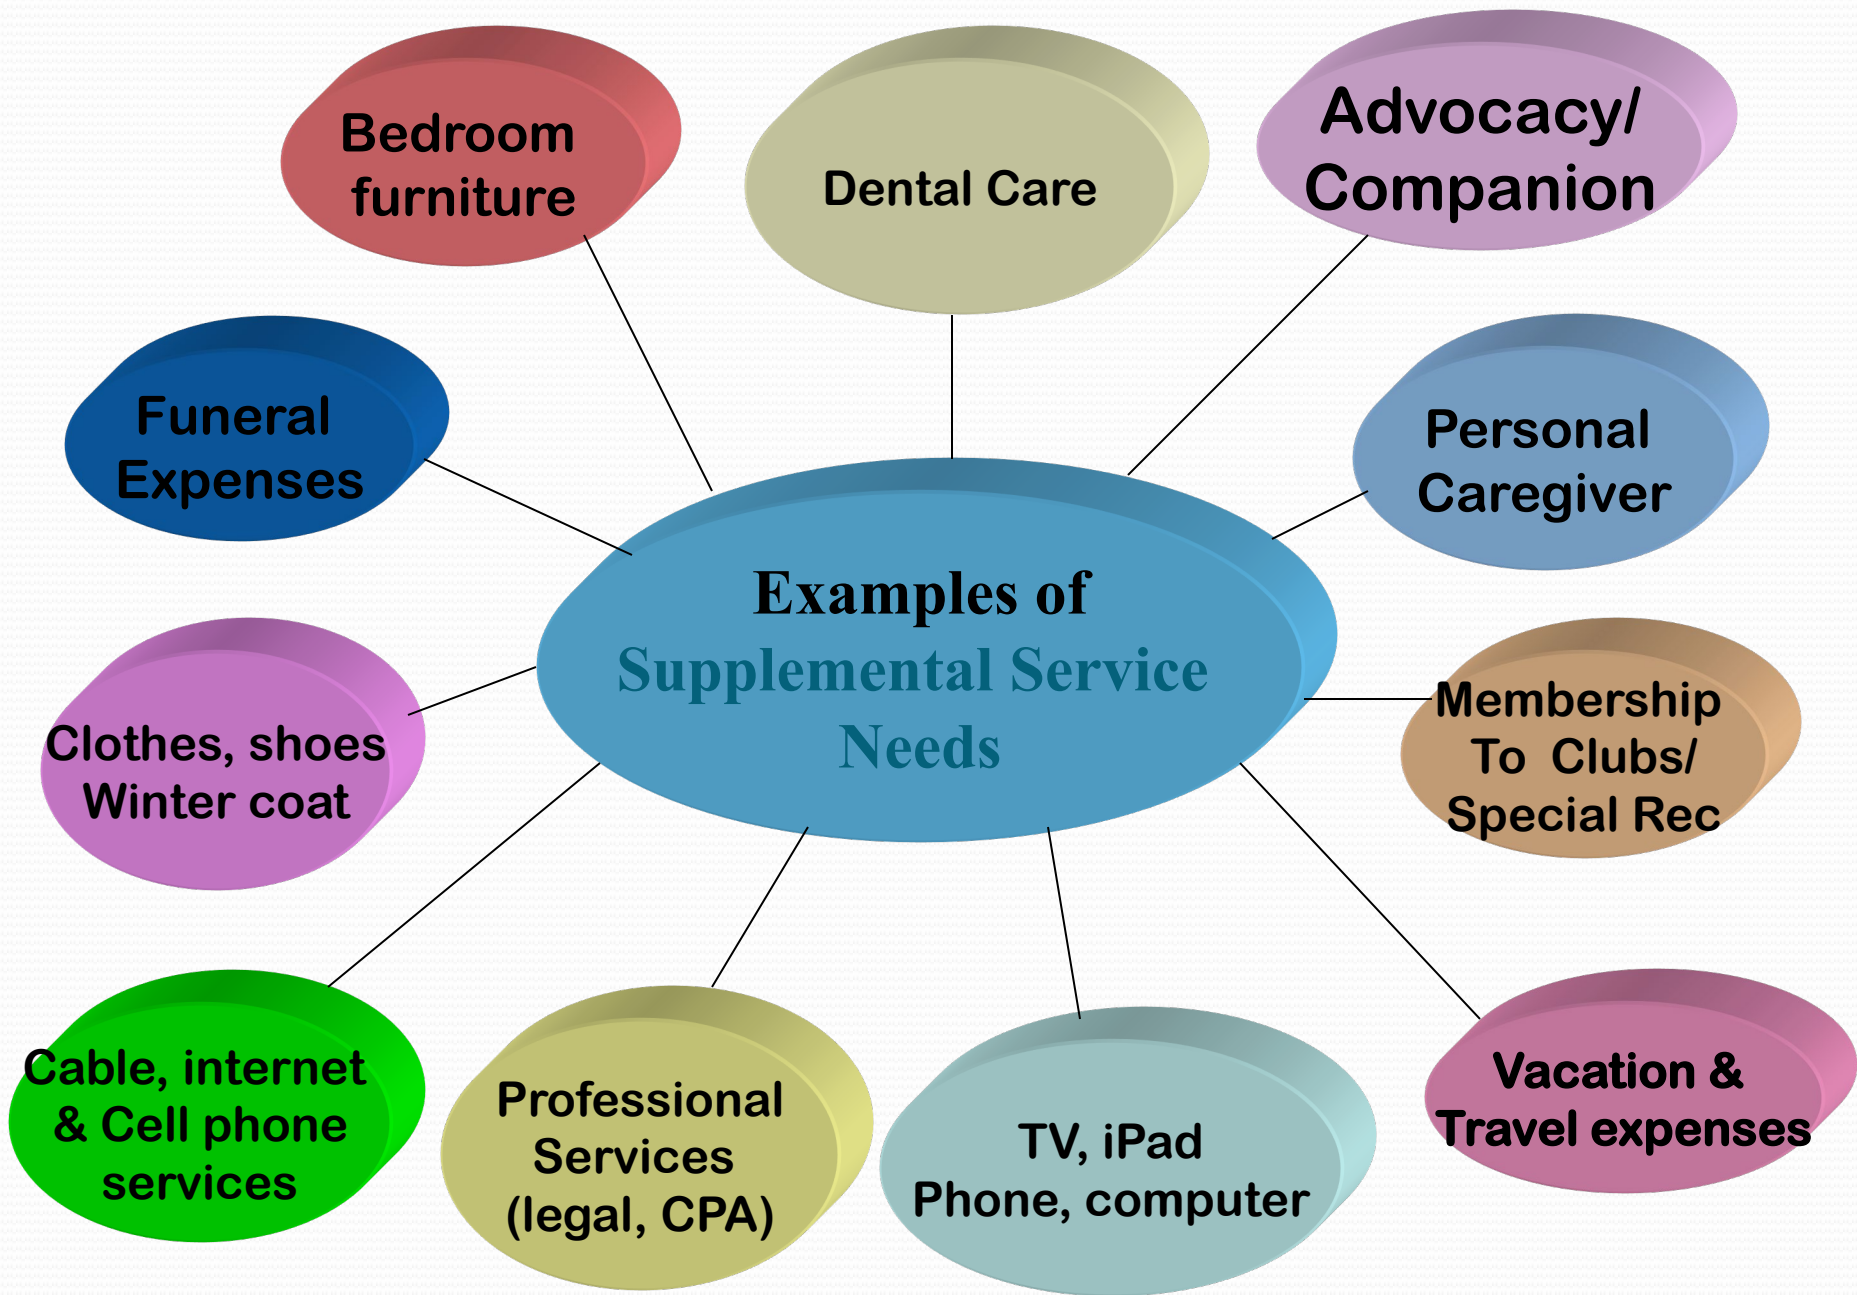 Bedroom
furniture
Dental Care
Advocacy/
Companion
Funeral
Expenses
Personal
Caregiver
Examples of
Supplemental Service
Needs
Clothes, shoes
Winter coat
Membership
To Clubs/
Special Rec
Cable, internet
& Cell phone
services
Professional
Services
(legal, CPA)
TV, iPad
Phone, computer
Vacation &
Travel expenses